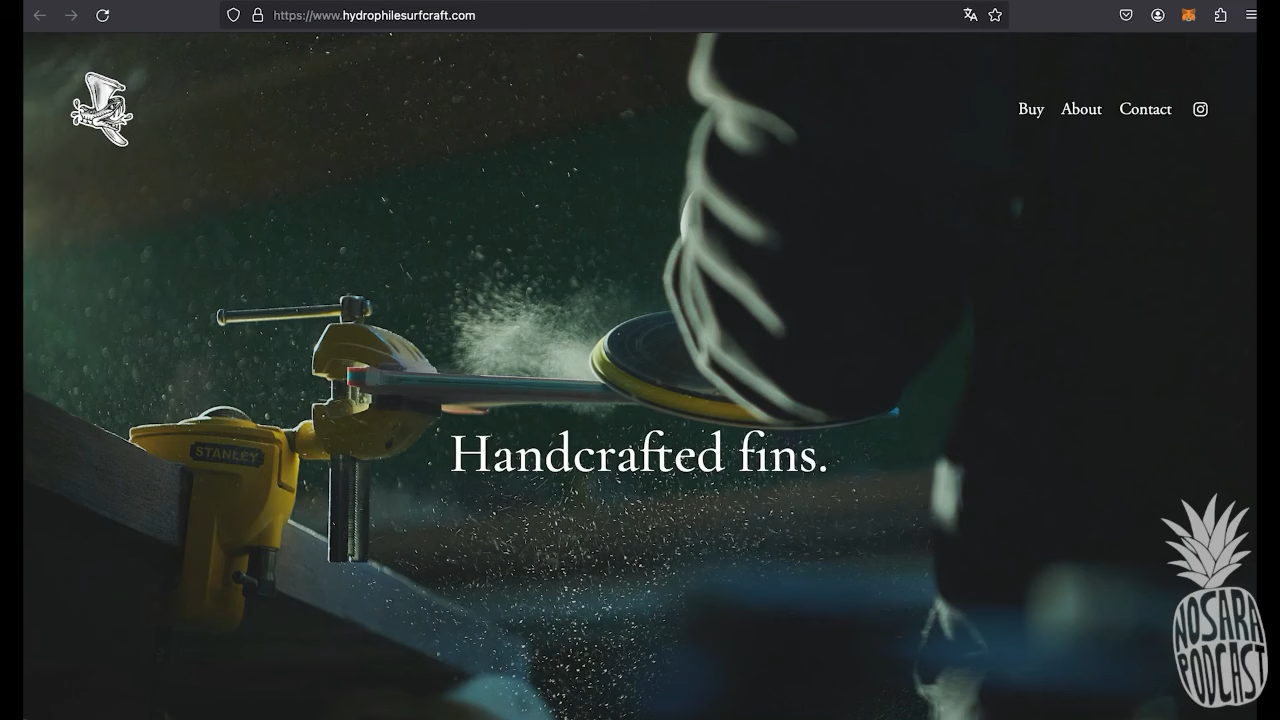 https://www.hydrophilesurfcraft.com
Buy About Contact
STANLEY
Handcrafted fins.
NOSARA
PODCAST